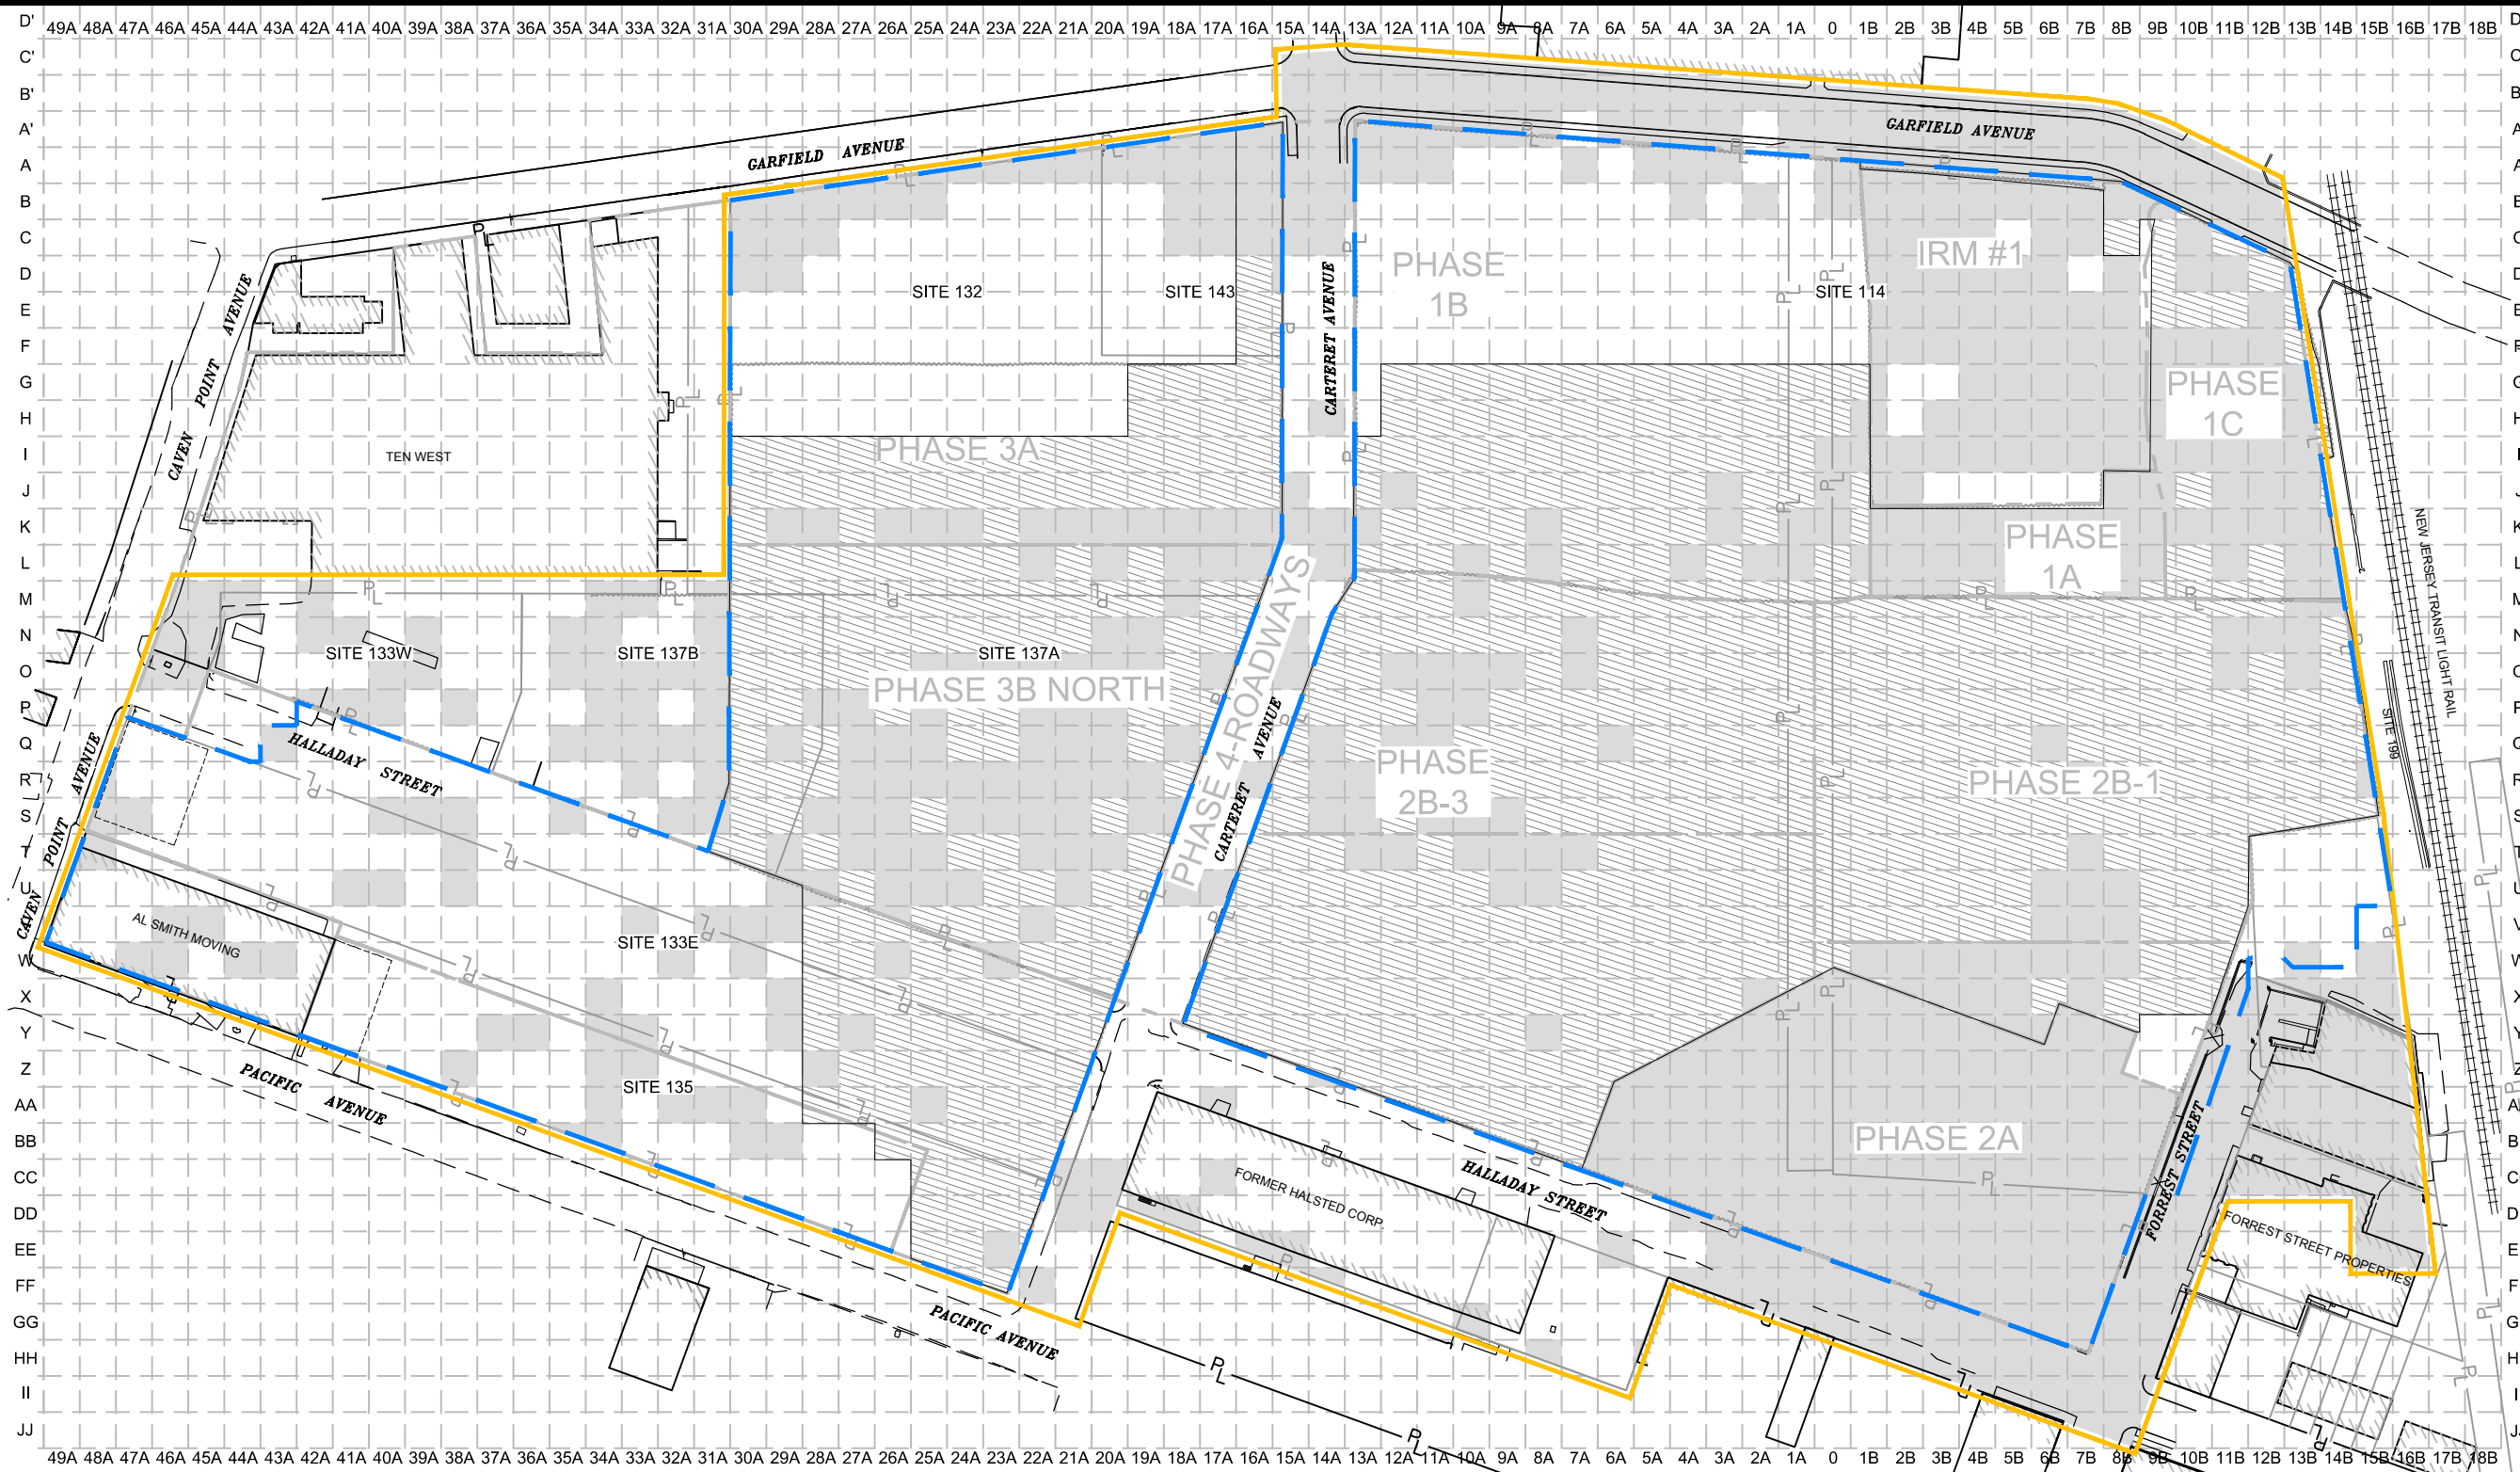 D' 49A 48A 47A 46A 45A 44A 43A 42A 41A 40A 39A 38A 37A 36A 35A 34A 33A 32A 31A 30A 29A 28A 27A 26A 25A 24A 23A 22A 21A 20A 19A 18A 17A 16A 15A 14A 13A 12A 11A 10A 9A 8A 7A 6A 5A 4A 3A 2A 1A 0 1B 2B 3B 4B 5B 6B 7B 8B 9B 10B 11B 12B 13B 14B 15B 16B 17B 18B
C'
B'
A'
A
B
C
D
E
F
G
H
I
J
K
L
M
N
O
P
Q
R
S
T
U
W
X
Y
Z
AA
BB
CC
DD
EE
FF
GG
HH
II
JJ
GARFIELD AVENUE
GARFIELD AVENUE
CAVEN POINT AVENUE
TEN WEST
SITE 132
SITE 143
CARTERET AVENUE
PHASE
1B
SITE 114
IRM #1
PHASE
1C
PHASE 3A
PHASE
1A
NEW JERSEY TRANSIT LIGHT RAIL
SITE 199
SITE 133W
SITE 137B
SITE 137A
PHASE 3B NORTH
PHASE 4-ROADWAYS
CARTERET AVENUE
PHASE
2B-3
PHASE 2B-1
HALLADAY STREET
CAVEN POINT AVENUE
AL SMITH MOVING
SITE 133E
SITE 135
PACIFIC AVENUE
PHASE 2A
FORMER HALSTED CORP.
HALLADAY STREET
FORREST STREET
FORREST STREET PROPERTIES
PACIFIC AVENUE
49A 48A 47A 46A 45A 44A 43A 42A 41A 40A 39A 38A 37A 36A 35A 34A 33A 32A 31A 30A 29A 28A 27A 26A 25A 24A 23A 22A 21A 20A 19A 18A 17A 16A 15A 14A 13A 12A 11A 10A 9A 8A 7A 6A 5A 4A 3A 2A 1A 0 1B 2B 3B 4B 5B 6B 7B 8B 9B 10B 11B 12B 13B 14B 15B 16B 17B 18B